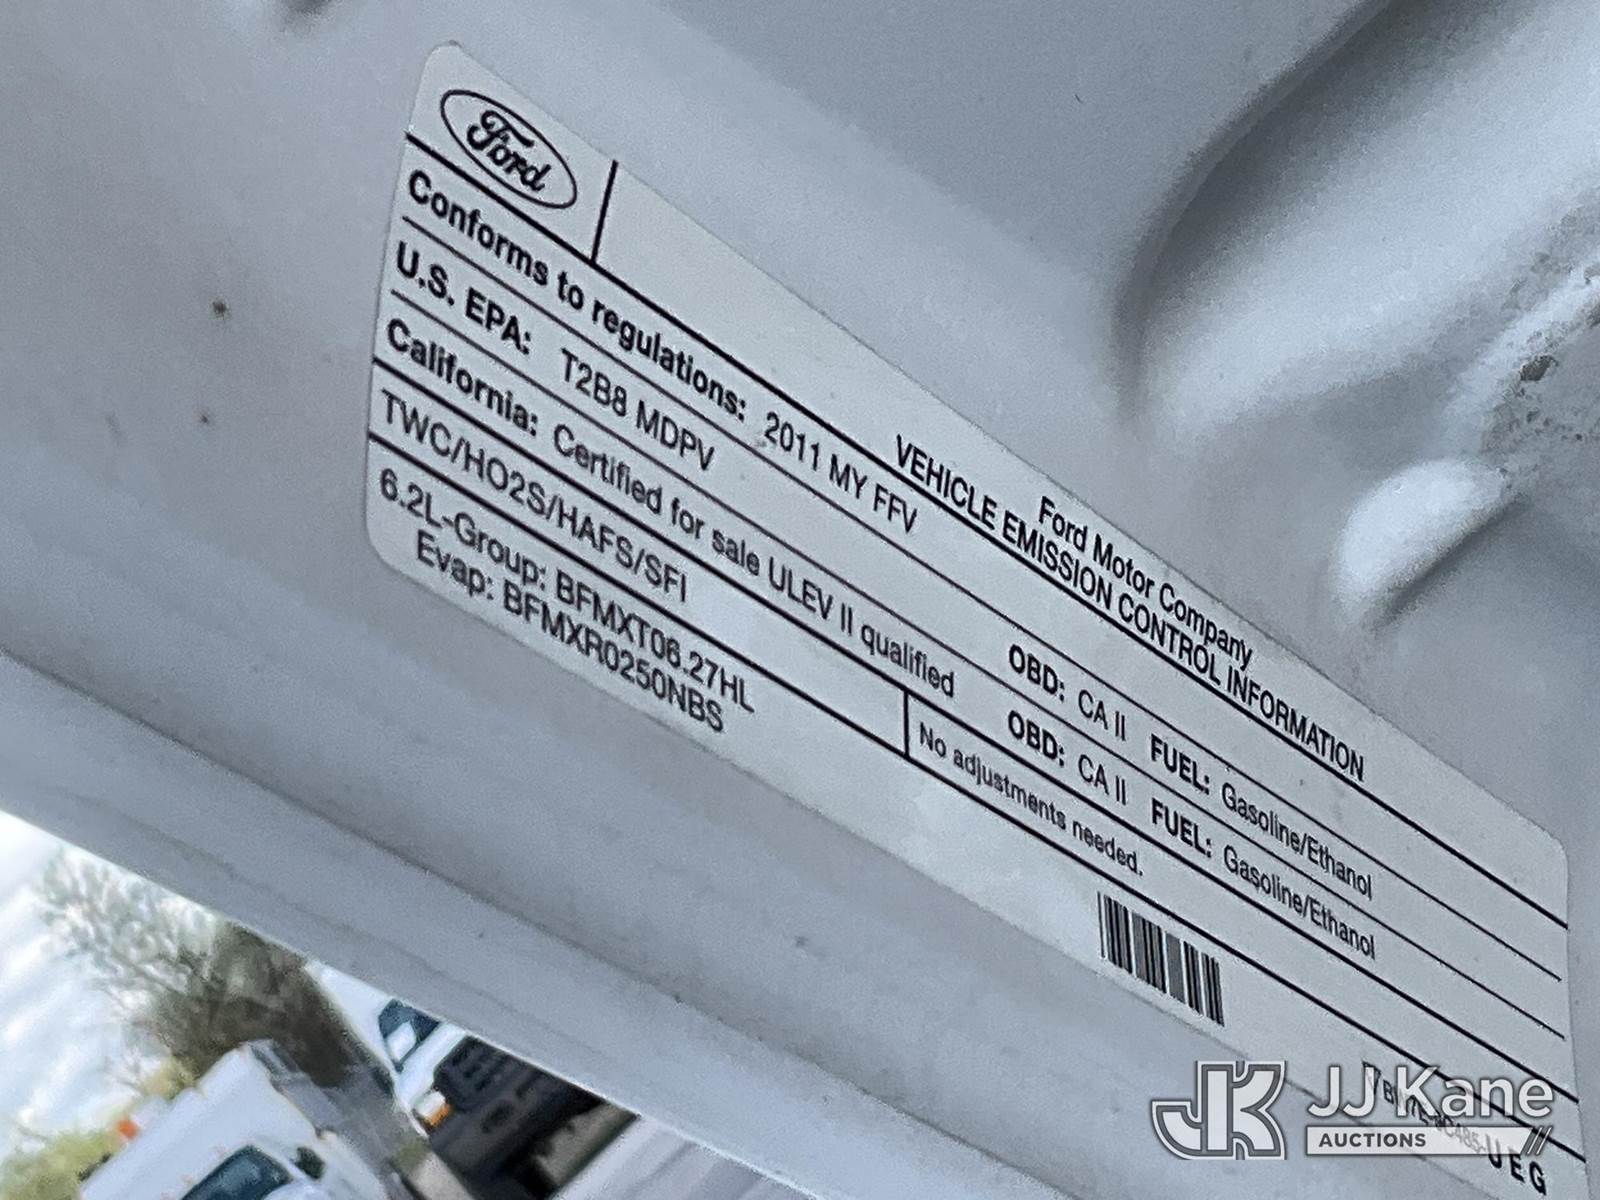 Ford
Ford Motor Company
VEHICLE EMISSION CONTROL INFORMATION
Conforms to regulations: 2011 MY FFV
U.S. EPA: T2B8 MDPV OBD: CA II FUEL: Gasoline/Ethanol
California: Certified for sale ULEV II qualified OBD: CA II FUEL: Gasoline/Ethanol
TWC/HO2S/HAFS/SFI No adjustments needed.
6.2L-Group: BFMXT06.27HL
Evap: BFMXR0250NBS
UEG
JK JJ Kane
AUCTIONS